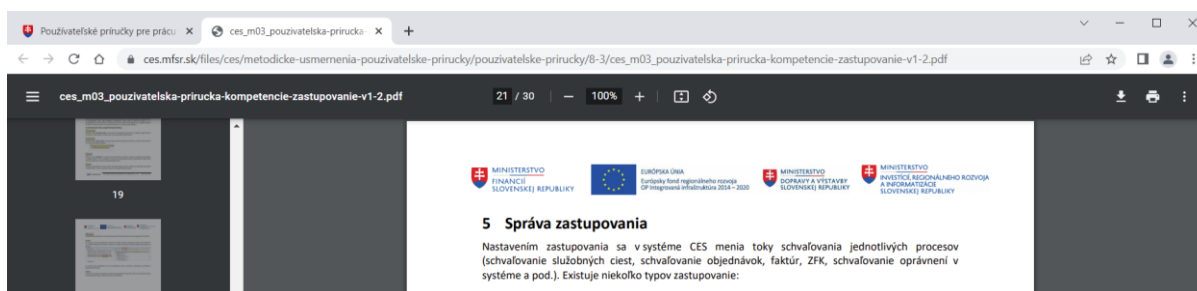 Používateľské príručky pre prácu
ces_m03_pouzivatelska-prirucka-
ces.mfsr.sk/files/ces/metodicke-usmernenia-pouzivatelske-prirucky/pouzivatelske-prirucky/8-3/ces_m03_pouzivatelska-prirucka-kompetencie-zastupovanie-v1-2.pdf
ces_m03_pouzivatelska-prirucka-kompetencie-zastupovanie-v1-2.pdf
21 / 30
100%
19
MINISTERSTVO
FINANCIÍ
SLOVENSKEJ REPUBLIKY
EURÓPSKA ÚNIA
Európsky fond regionálneho rozvoja
OP Integrovaná infraštruktúra 2014 – 2020
MINISTERSTVO
DOPRAVY A VÝSTAVBY
SLOVENSKEJ REPUBLIKY
MINISTERSTVO
INVESTÍCIÍ, REGIONÁLNEHO ROZVOJA
A INFORMATIZÁCIE
SLOVENSKEJ REPUBLIKY
5 Správa zastupovania
Nastavením zastupovania sa v systéme CES menia toky schvaľovania jednotlivých procesov
(schvaľovanie služobných ciest, schvaľovanie objednávok, faktúr, ZFK, schvaľovanie oprávnení v
systéme a pod.). Existuje niekoľko typov zastupovanie: